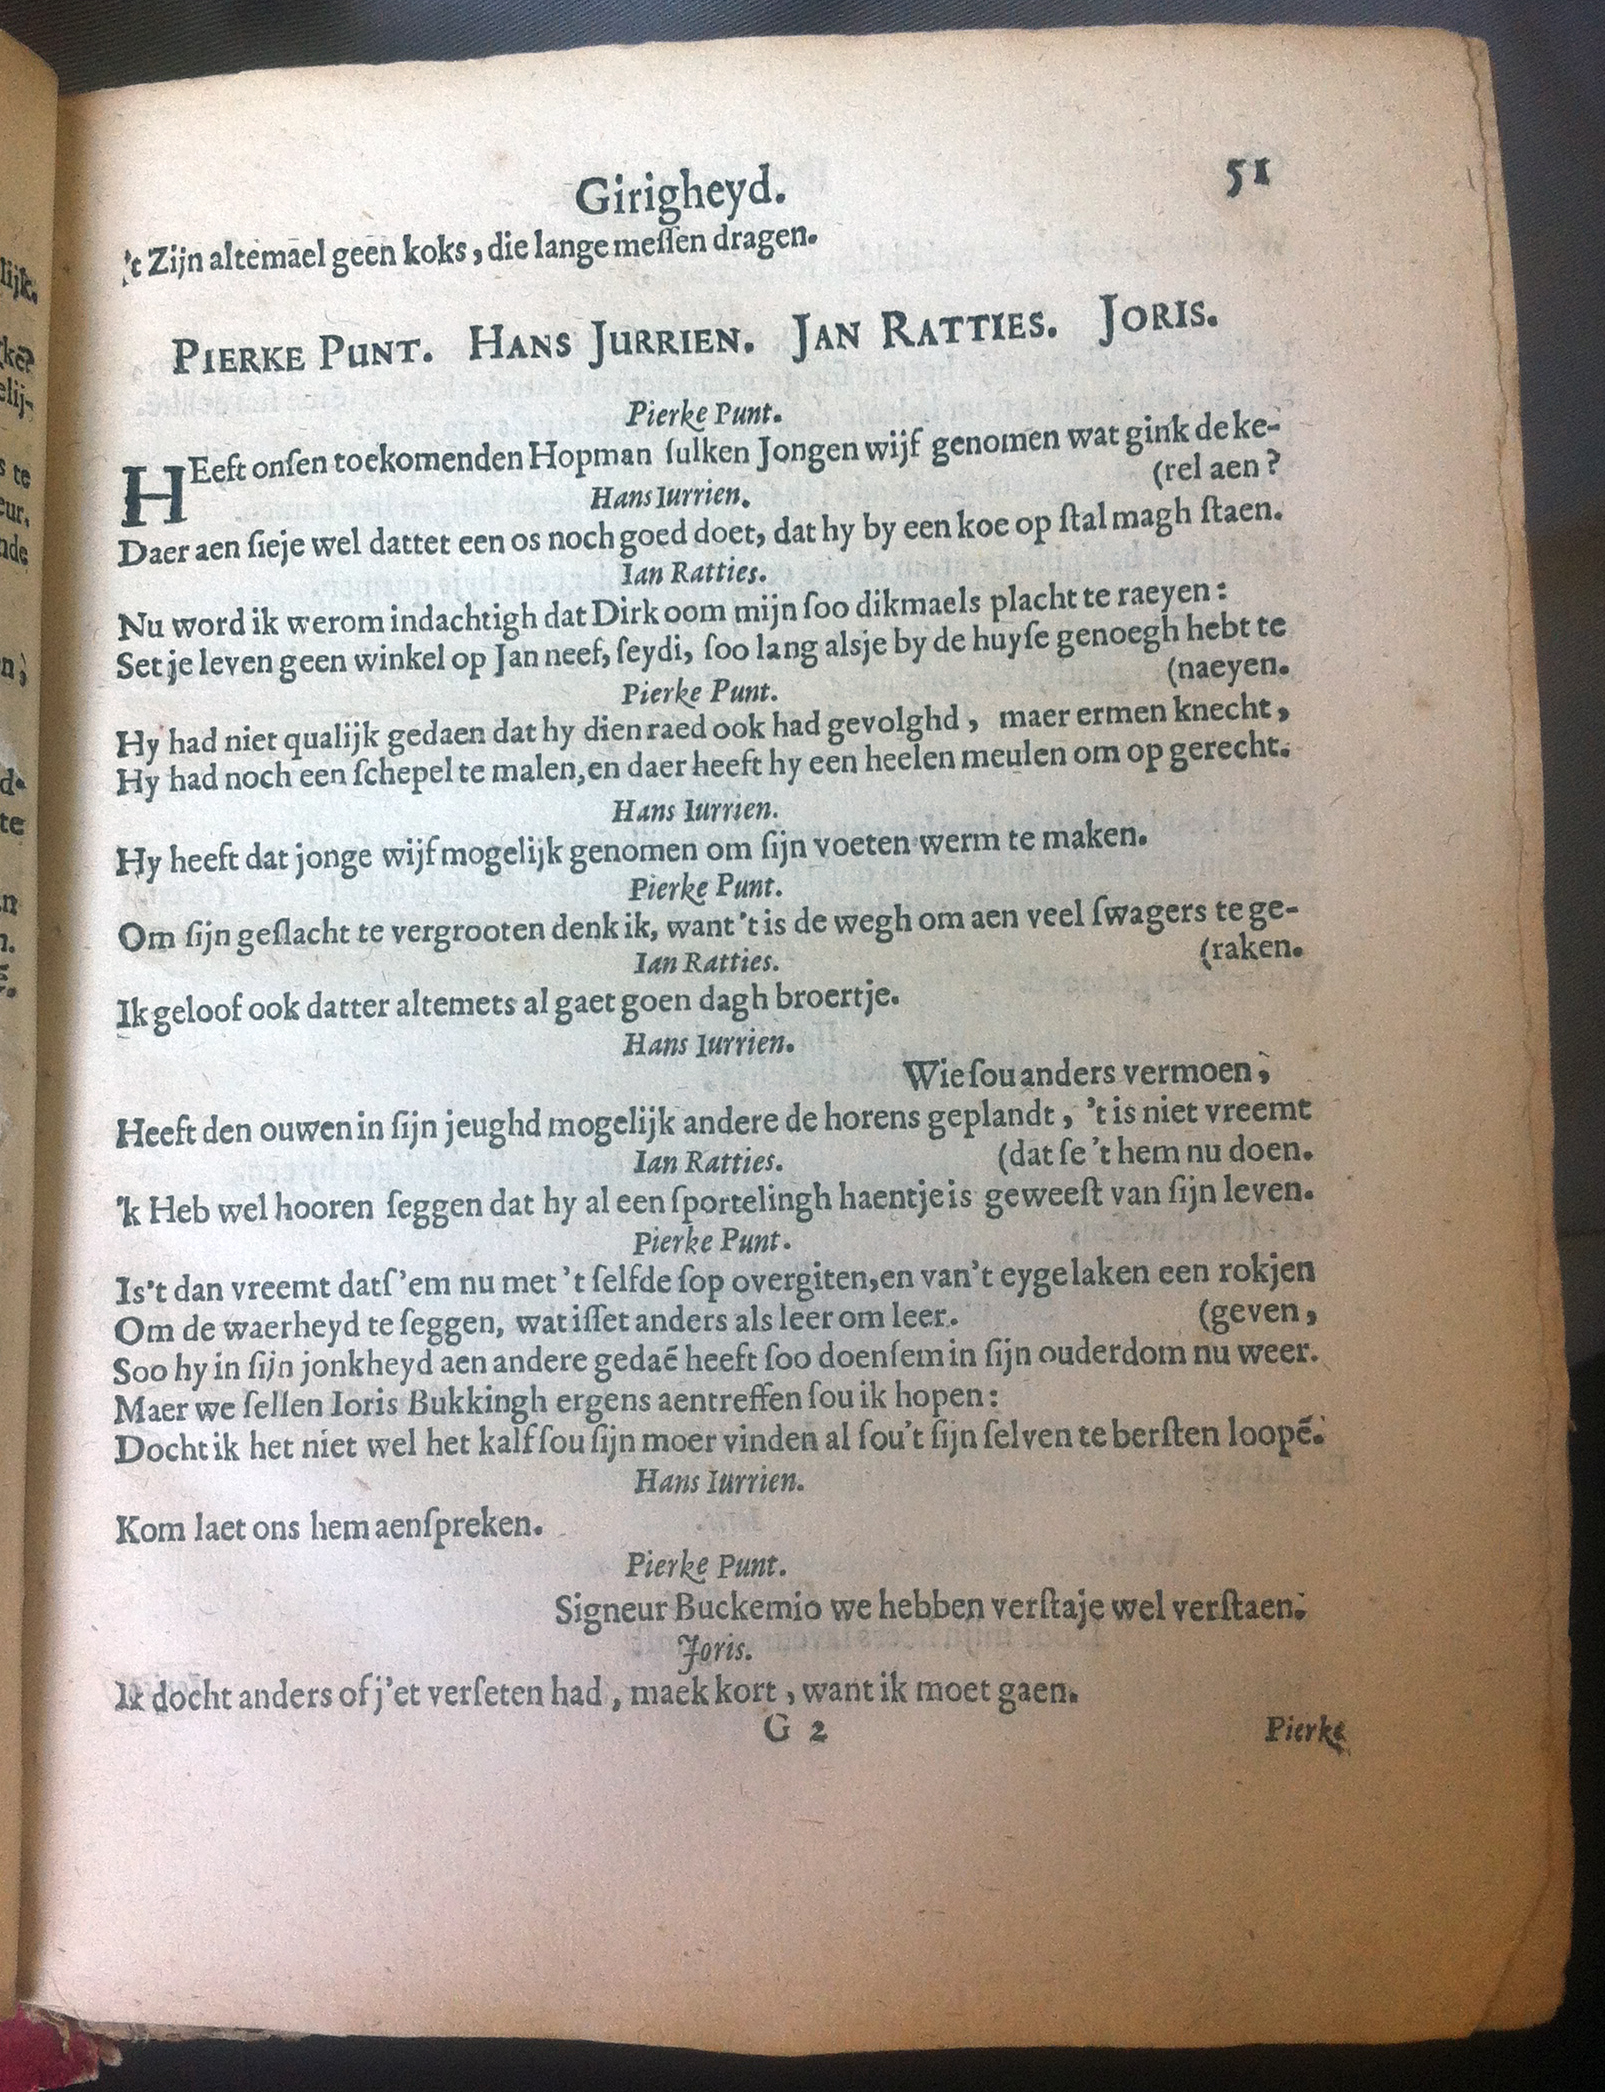 Girigheyd. 51
't Zijn altemael geen koks, die lange meſſen dragen.
PIERKE PUNT. HANS JURRIEN. JAN RATTIES. JORIS.
Pierke Punt.
HEeft onſen toekomenden Hopman ſulken Jongen wijf genomen wat gink de ke-
(rel aen?
Hans Iurrien.
Daer aen ſieje wel dattet een os noch goed doet, dat hy by een koe op ſtal magh ſtaen.
Ian Ratties.
Nu word ik werom indachtigh dat Dirk oom mijn ſoo dikmaels placht te raeyen:
Set je leven geen winkel op Jan neef, ſeydi, ſoo lang alsje by de huyſe genoegh hebt te
(naeyen.
Pierke Punt.
Hy had niet qualijk gedaen dat hy dien raed ook had gevolghd, maer ermen knecht,
Hy had noch een ſchepel te malen, en daer heeft hy een heelen meulen om op gerecht.
Hans Iurrien.
Hy heeft dat jonge wijf mogelijk genomen om ſijn voeten werm te maken.
Pierke Punt.
Om ſijn geſlacht te vergrooten denk ik, want 't is de wegh om aen veel ſwagers te ge-
(raken.
Ian Ratties.
Ik geloof ook datter altemets al gaet goen dagh broertje.
Hans Iurrien.
Wie ſou anders vermoen,
Heeft den ouwen in ſijn jeughd mogelijk andere de horens geplandt, 't is niet vreemt
(dat ſe 't hem nu doen.
Ian Ratties.
'k Heb wel hooren ſeggen dat hy al een ſportelingh haentje is geweeſt van ſijn leven.
Pierke Punt.
Is't dan vreemt datſ'em nu met 't ſelfde ſop overgiten, en van't eyge laken een rokjen
(geven,
Om de waerheyd te ſeggen, wat iſſet anders als leer om leer.
Soo hy in ſijn jonkheyd aen andere gedaẽ heeft ſoo doenſem in ſijn ouderdom nu weer.
Maer we ſellen Ioris Bukkingh ergens aentreffen ſou ik hopen:
Docht ik het niet wel het kalf ſou ſijn moer vinden al ſou't ſijn ſelven te berſten loopẽ.
Hans Iurrien.
Kom laet ons hem aenſpreken.
Pierke Punt.
Signeur Buckemio we hebben verſtaje wel verſtaen.
Joris.
Ik docht anders of j'et verſeten had, maek kort, want ik moet gaen.
G 2
Pierke